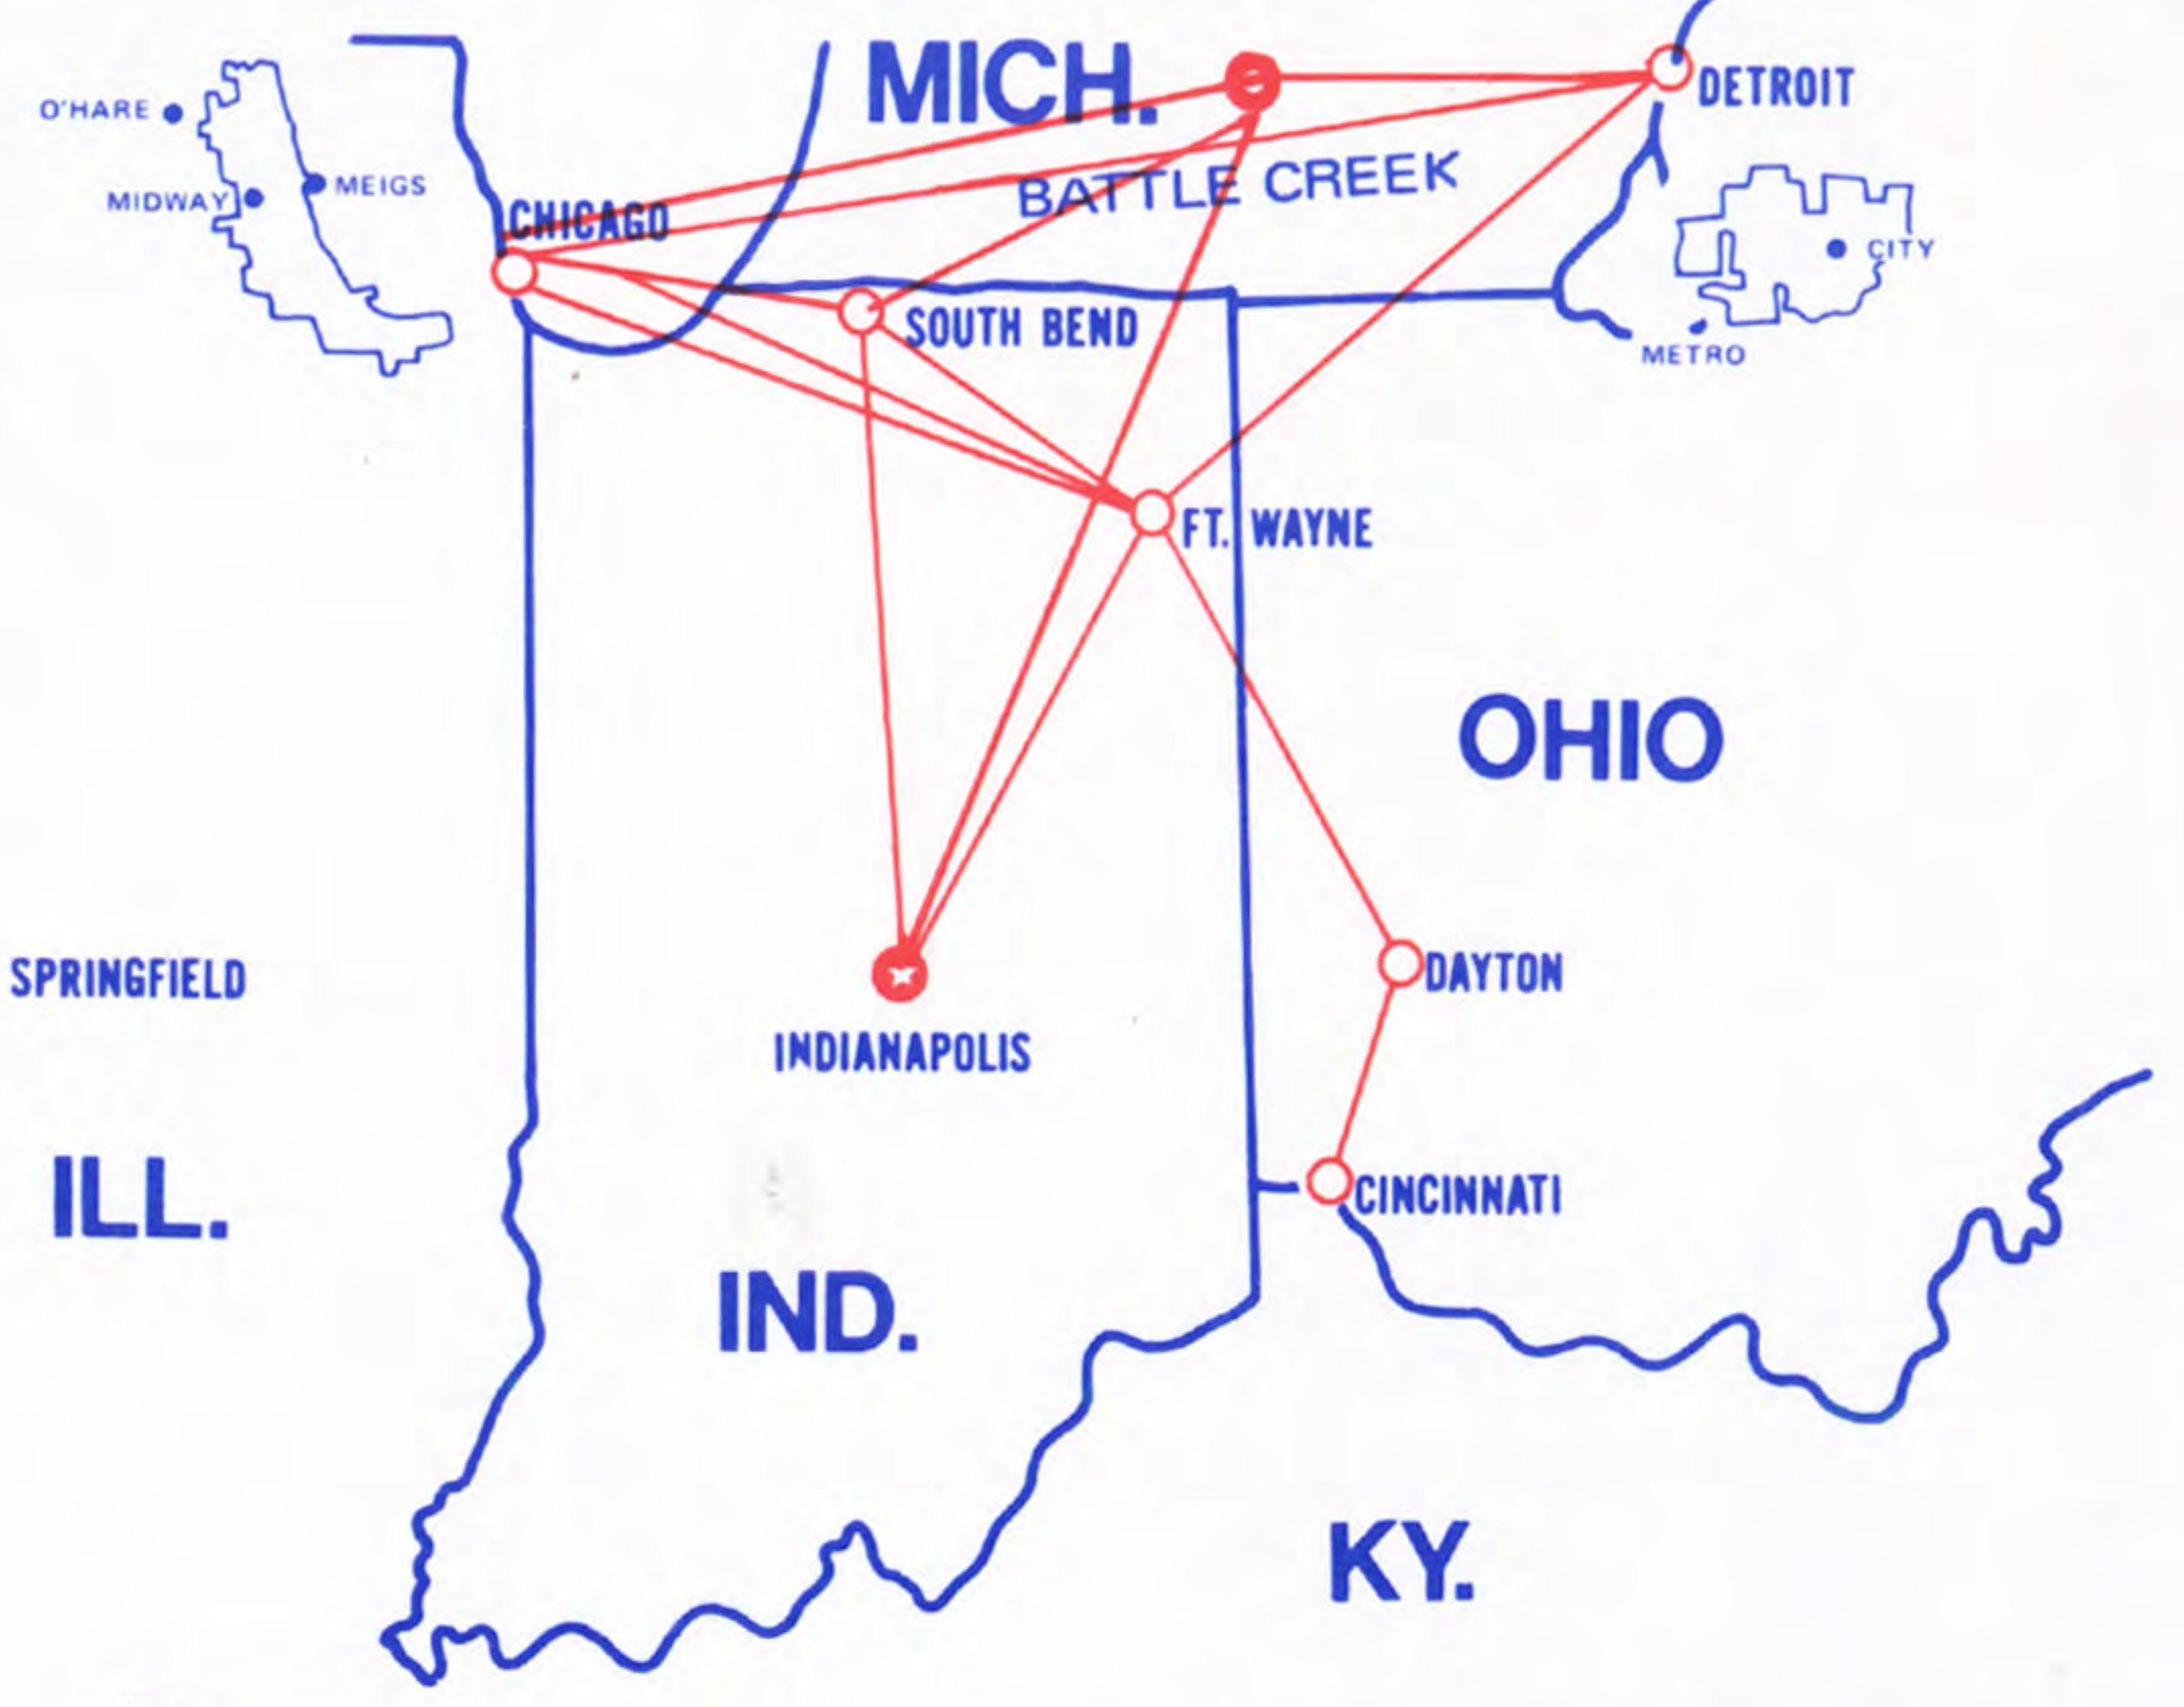 MICH.
DETROIT
O'HARE
MEIGS
MIDWAY
BATTLE CREEK
CHICAGO
CITY
SOUTH BEND
METRO
FT. WAYNE
OHIO
SPRINGFIELD
DAYTON
INDIANAPOLIS
ILL.
CINCINNATI
IND.
KY.